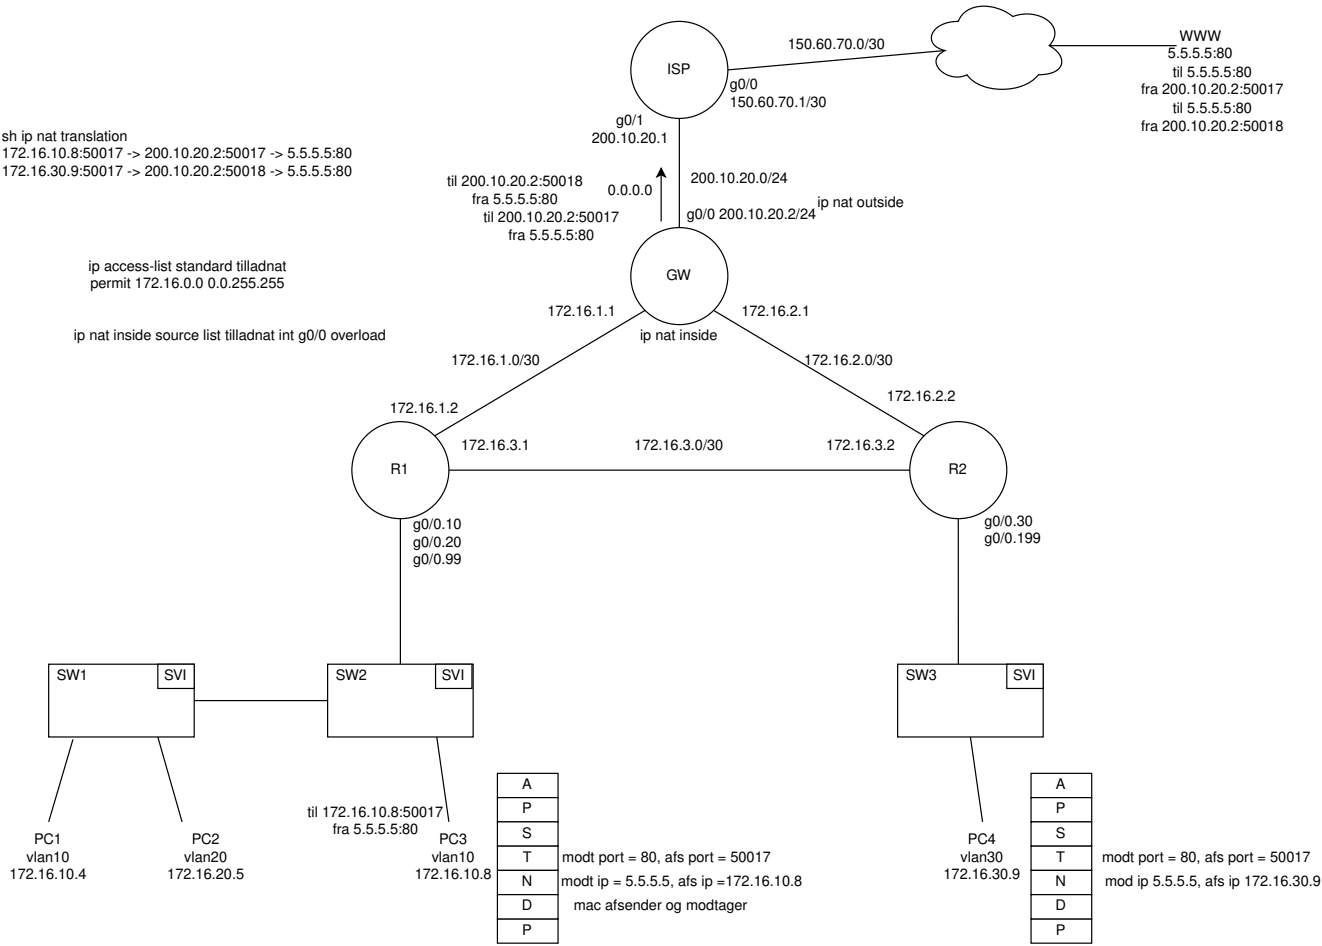 ISP
150.60.70.0/30
g0/0
150.60.70.1/30
WWW
5.5.5.5:80
til 5.5.5.5:80
fra 200.10.20.2:50017
til 5.5.5.5:80
fra 200.10.20.2:50018
g0/1
200.10.20.1
sh ip nat translation
172.16.10.8:50017 -> 200.10.20.2:50017 -> 5.5.5.5:80
172.16.30.9:50017 -> 200.10.20.2:50018 -> 5.5.5.5:80
til 200.10.20.2:50018
fra 5.5.5.5:80
til 200.10.20.2:50017
fra 5.5.5.5:80
0.0.0.0
200.10.20.0/24
ip nat outside
g0/0 200.10.20.2/24
GW
ip access-list standard tilladnat
permit 172.16.0.0 0.0.255.255
ip nat inside source list tilladnat int g0/0 overload
172.16.1.1
172.16.2.1
ip nat inside
172.16.1.0/30
172.16.2.0/30
172.16.1.2
172.16.2.2
172.16.3.1
172.16.3.0/30
172.16.3.2
R1
R2
g0/0.10
g0/0.20
g0/0.99
g0/0.30
g0/0.199
SW1
SVI
SW2
SVI
SW3
SVI
til 172.16.10.8:50017
fra 5.5.5.5:80
PC1
vlan10
172.16.10.4
PC2
vlan20
172.16.20.5
PC3
vlan10
172.16.10.8
A
P
S
T
N
D
P
modt port = 80, afs port = 50017
modt ip = 5.5.5.5, afs ip =172.16.10.8
mac afsender og modtager
PC4
vlan30
172.16.30.9
A
P
S
T
N
D
P
modt port = 80, afs port = 50017
mod ip 5.5.5.5, afs ip 172.16.30.9